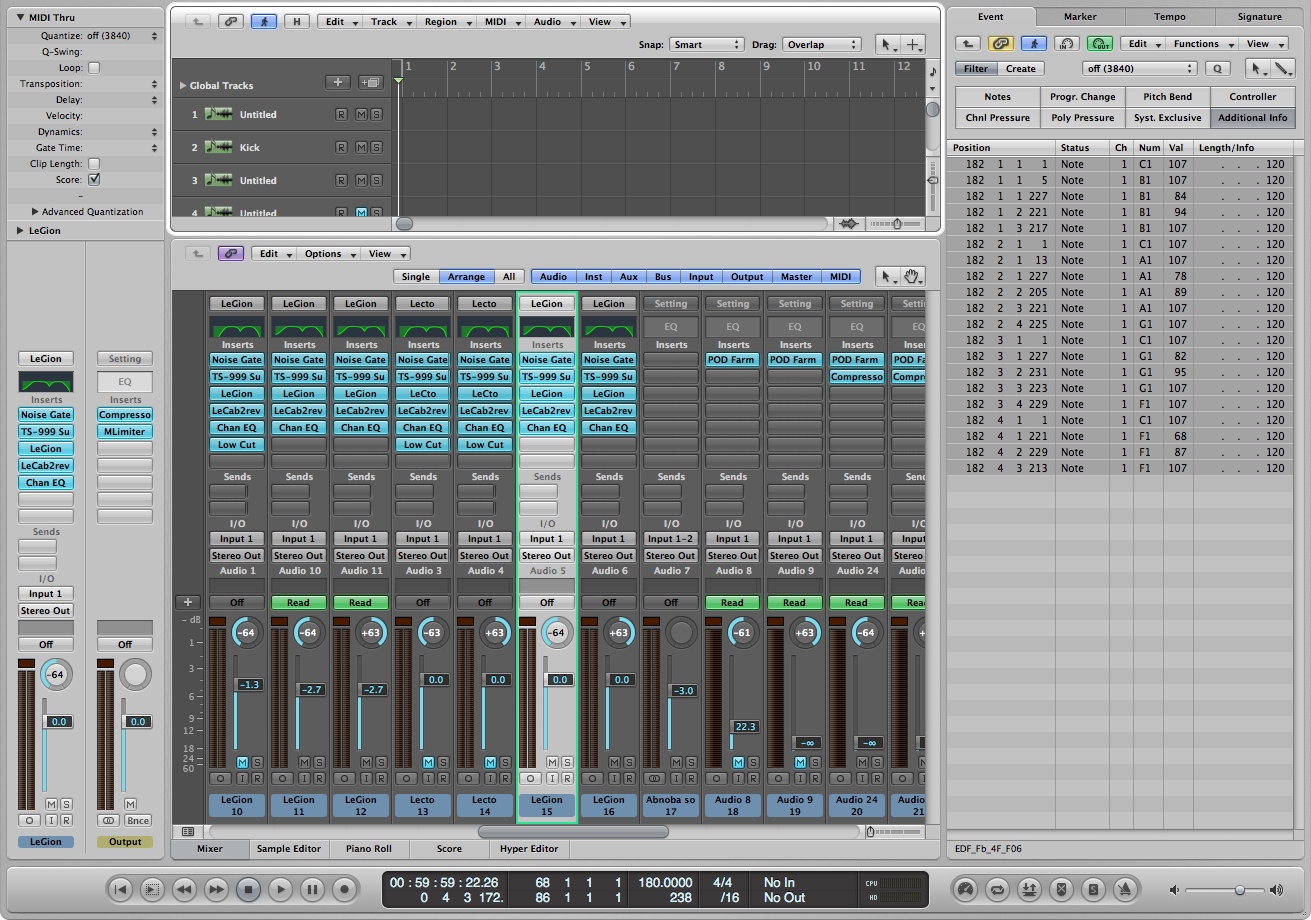 MIDI Thru
Quantize: off (3840)
Q-Swing:
Loop:
Transposition:
Delay:
Velocity:
Dynamics:
Gate Time:
Clip Length:
Score:
–
Advanced Quantization
LeGion
LeGion Setting
EQ
Inserts Inserts
Noise Gate Compresso
TS-999 Su MLimiter
LeGion
LeCab2rev
Chan EQ
Sends
I/O
Input 1
Stereo Out
Off Off
-64
0.0 0.0
M S M
I R Bnce
LeGion Output
H Edit Track Region MIDI Audio View
Snap: Smart Drag: Overlap
Global Tracks
1 2 3 4 5 6 7 8 9 10 11 12
1 Untitled R M S
2 Kick R M S
3 Untitled R M S
4 Untitled R M S
Edit Options View
Single Arrange All Audio Inst Aux Bus Input Output Master MIDI
LeGion LeGion LeGion Lecto Lecto LeGion LeGion Setting Setting Setting Setting Setti
EQ EQ EQ EQ
Inserts Inserts Inserts Inserts Inserts Inserts Inserts Inserts Inserts Inserts Inserts Inser
Noise Gate Noise Gate Noise Gate Noise Gate Noise Gate Noise Gate Noise Gate POD Farm POD Farm POD Farm POD Fa
TS-999 Su TS-999 Su TS-999 Su TS-999 Su TS-999 Su TS-999 Su TS-999 Su Compresso Compr
LeGion LeGion LeGion LeCto LeCto LeGion LeGion
LeCab2rev LeCab2rev LeCab2rev LeCab2rev LeCab2rev LeCab2rev LeCab2rev
Chan EQ Chan EQ Chan EQ Chan EQ Chan EQ Chan EQ Chan EQ
Low Cut Low Cut Low Cut
Sends Sends Sends Sends Sends Sends Sends Sends Sends Sends Sends Send
I/O I/O I/O I/O I/O I/O I/O I/O I/O I/O I/O I/O
Input 1 Input 1 Input 1 Input 1 Input 1 Input 1 Input 1 Input 1-2 Input 1 Input 1 Input 1 Input
Stereo Out Stereo Out Stereo Out Stereo Out Stereo Out Stereo Out Stereo Out Stereo Out Stereo Out Stereo Out Stereo Out Stereo
Audio 1 Audio 10 Audio 11 Audio 3 Audio 4 Audio 5 Audio 6 Audio 7 Audio 8 Audio 9 Audio 24 Audio
Off Read Read Off Off Off Off Off Read Read Read Rea
- dB
-64 -64 +63 -63 +63 -64 +63 -61 +63 -64 +
1
3
6
9
12
18
24
60
-1.3 -2.7 -2.7 0.0 0.0 0.0 0.0 -3.0 22.3 -∞ -∞
M S M S M S M S M S M S M S M S M S M S M S M
I R I R I R I R I R I R I R I R I R I R I R I
LeGion LeGion LeGion Lecto Lecto LeGion LeGion Abnoba so Audio 8 Audio 9 Audio 24 Audio
10 11 12 13 14 15 16 17 18 19 20 21
Mixer Sample Editor Piano Roll Score Hyper Editor
Event Marker Tempo Signature
IN OUT Edit Functions View
Filter Create off (3840) Q
Notes Progr. Change Pitch Bend Controller
Chnl Pressure Poly Pressure Syst. Exclusive Additional Info
Position Status Ch Num Val Length/Info
182 1 1 1 Note 1 C1 107 . . . 120
182 1 1 5 Note 1 B1 107 . . . 120
182 1 1 227 Note 1 B1 84 . . . 120
182 1 2 221 Note 1 B1 94 . . . 120
182 1 3 217 Note 1 B1 107 . . . 120
182 2 1 1 Note 1 C1 107 . . . 120
182 2 1 13 Note 1 A1 107 . . . 120
182 2 1 227 Note 1 A1 78 . . . 120
182 2 2 205 Note 1 A1 89 . . . 120
182 2 3 221 Note 1 A1 107 . . . 120
182 2 4 225 Note 1 G1 107 . . . 120
182 3 1 1 Note 1 C1 107 . . . 120
182 3 1 227 Note 1 G1 82 . . . 120
182 3 2 231 Note 1 G1 95 . . . 120
182 3 3 223 Note 1 G1 107 . . . 120
182 3 4 229 Note 1 F1 107 . . . 120
182 4 1 1 Note 1 C1 107 . . . 120
182 4 1 221 Note 1 F1 68 . . . 120
182 4 2 229 Note 1 F1 87 . . . 120
182 4 3 213 Note 1 F1 107 . . . 120
EDF_Fb_4F_F06
00 : 59 : 59 : 22.26 68 1 1 1 180.0000 4/4 No In CPU
0 4 3 172. 86 1 1 1 238 /16 No Out HD
S